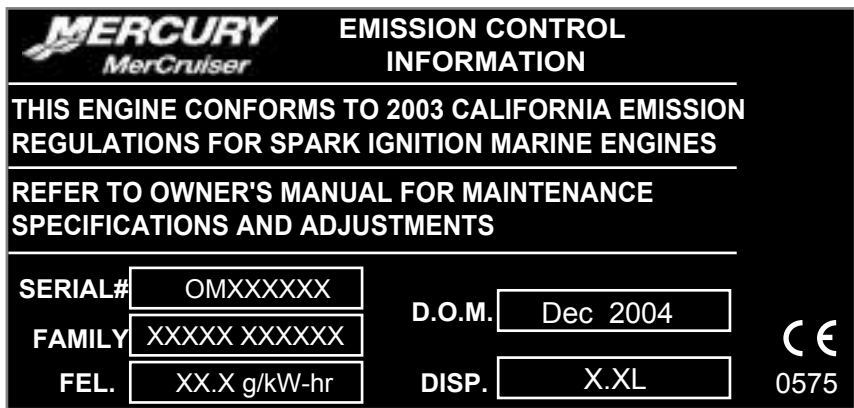 MERCURY
MerCruiser
EMISSION CONTROL
INFORMATION
THIS ENGINE CONFORMS TO 2003 CALIFORNIA EMISSION
REGULATIONS FOR SPARK IGNITION MARINE ENGINES
REFER TO OWNER'S MANUAL FOR MAINTENANCE
SPECIFICATIONS AND ADJUSTMENTS
SERIAL# OMXXXXXX
FAMILY XXXXX XXXXXX
FEL. XX.X g/kW-hr
D.O.M. Dec 2004
DISP. X.XL
CE
0575